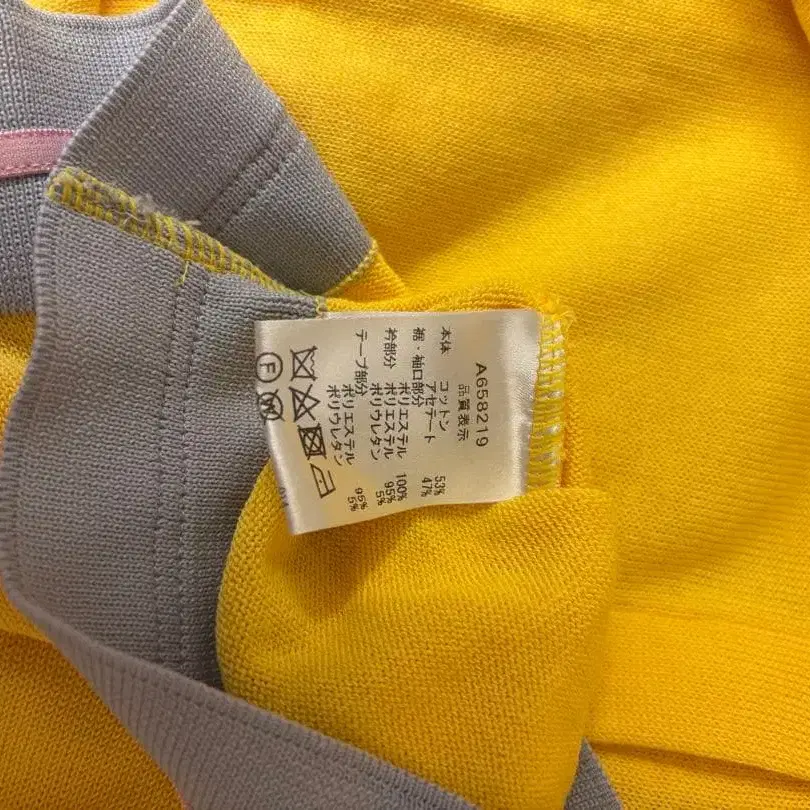 A658219
品質表示
本体 コットン 53%
アセテート 47%
裾・袖口部分 ポリエステル 100%
衿部分 ポリエステル 95%
ポリウレタン 5%
テープ部分
ポリエステル 95%
ポリウレタン 5%
F W